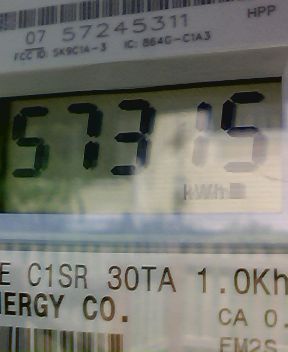 HPP
07 57245311
FCC ID: SK9C1A-3 IC: 864G-C1A3
57315
kWh
E C1SR 30TA 1.0Kh
NERGY CO.
CA 0.
FM2S